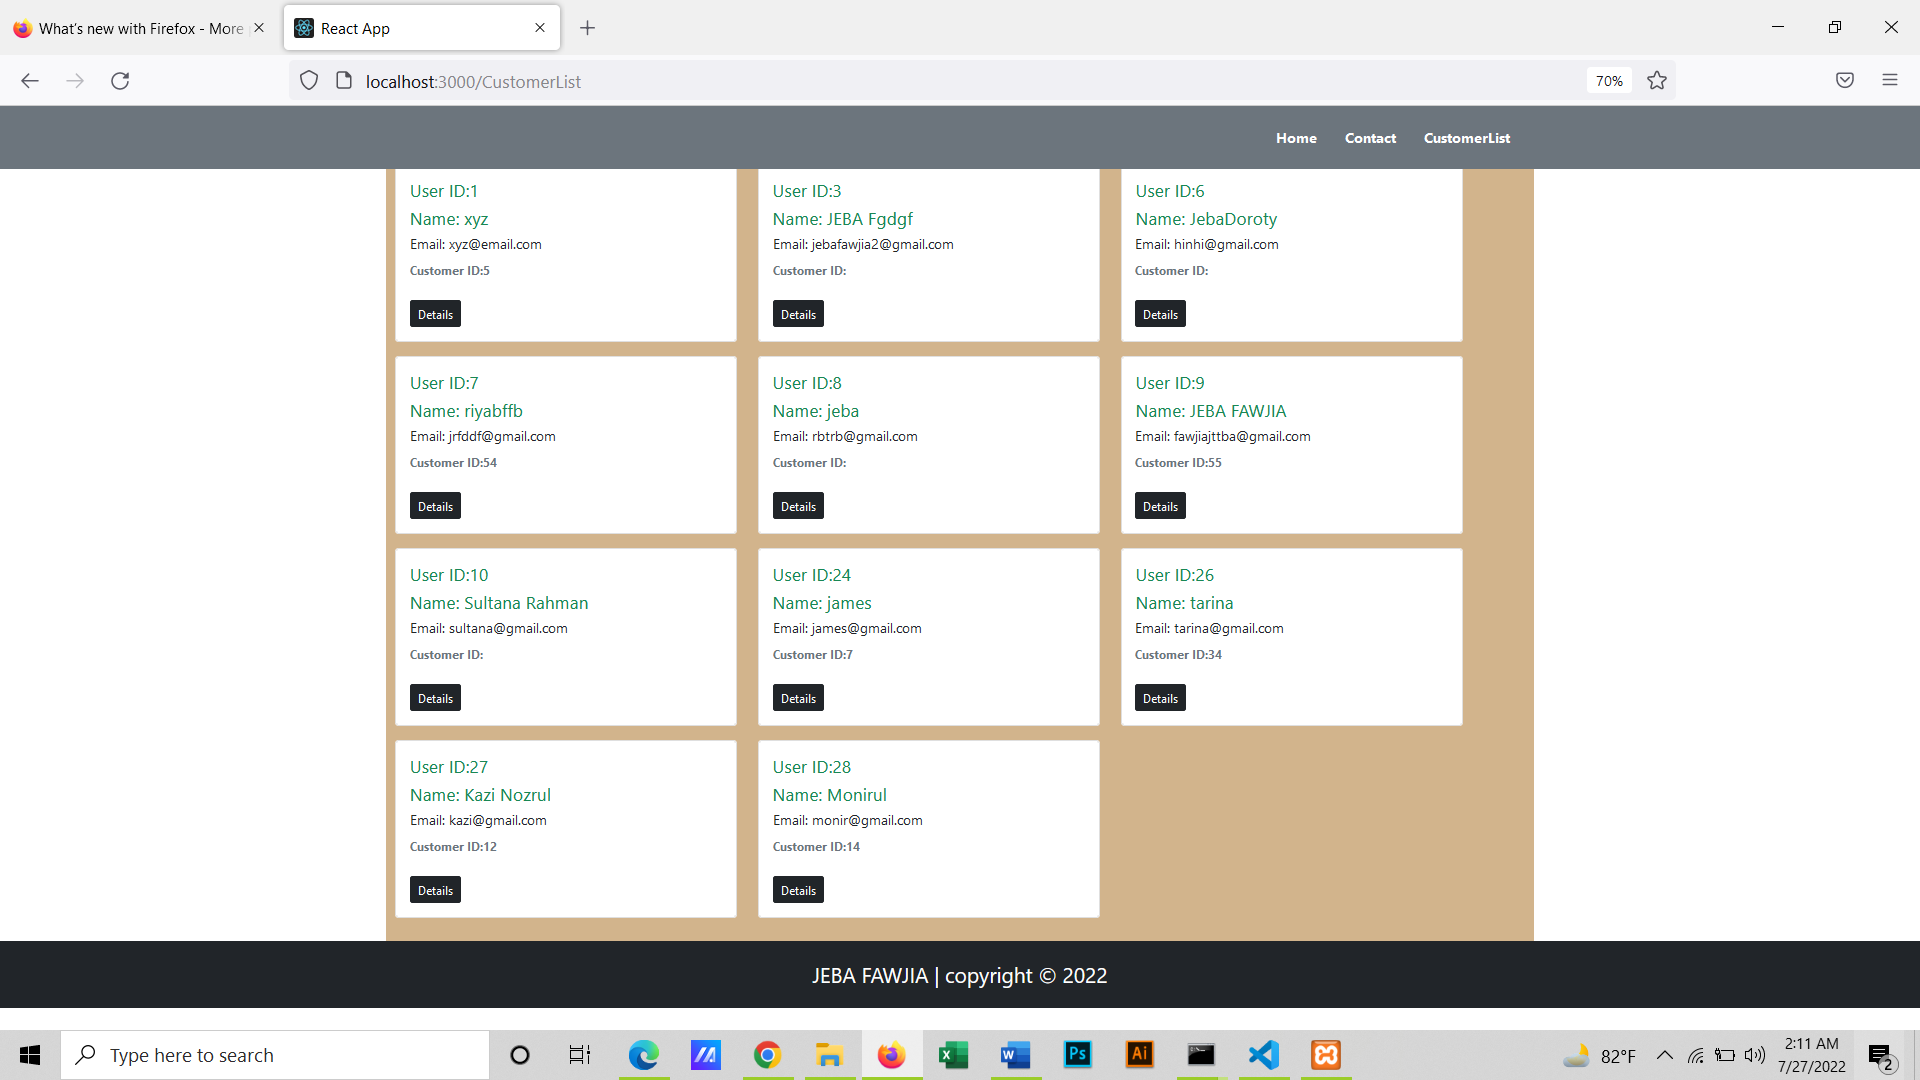 What's new with Firefox - More
React App
localhost:3000/CustomerList
70%
Home Contact CustomerList
User ID:1
Name: xyz
Email: xyz@email.com
Customer ID:5
Details
User ID:3
Name: JEBA Fgdgf
Email: jebafawjia2@gmail.com
Customer ID:
Details
User ID:6
Name: JebaDoroty
Email: hinhi@gmail.com
Customer ID:
Details
User ID:7
Name: riyabffb
Email: jrfddf@gmail.com
Customer ID:54
Details
User ID:8
Name: jeba
Email: rbtrb@gmail.com
Customer ID:
Details
User ID:9
Name: JEBA FAWJIA
Email: fawjiajttba@gmail.com
Customer ID:55
Details
User ID:10
Name: Sultana Rahman
Email: sultana@gmail.com
Customer ID:
Details
User ID:24
Name: james
Email: james@gmail.com
Customer ID:7
Details
User ID:26
Name: tarina
Email: tarina@gmail.com
Customer ID:34
Details
User ID:27
Name: Kazi Nozrul
Email: kazi@gmail.com
Customer ID:12
Details
User ID:28
Name: Monirul
Email: monir@gmail.com
Customer ID:14
Details
JEBA FAWJIA | copyright © 2022
Type here to search
X
W
Ps
Ai
82°F
2:11 AM
7/27/2022
2